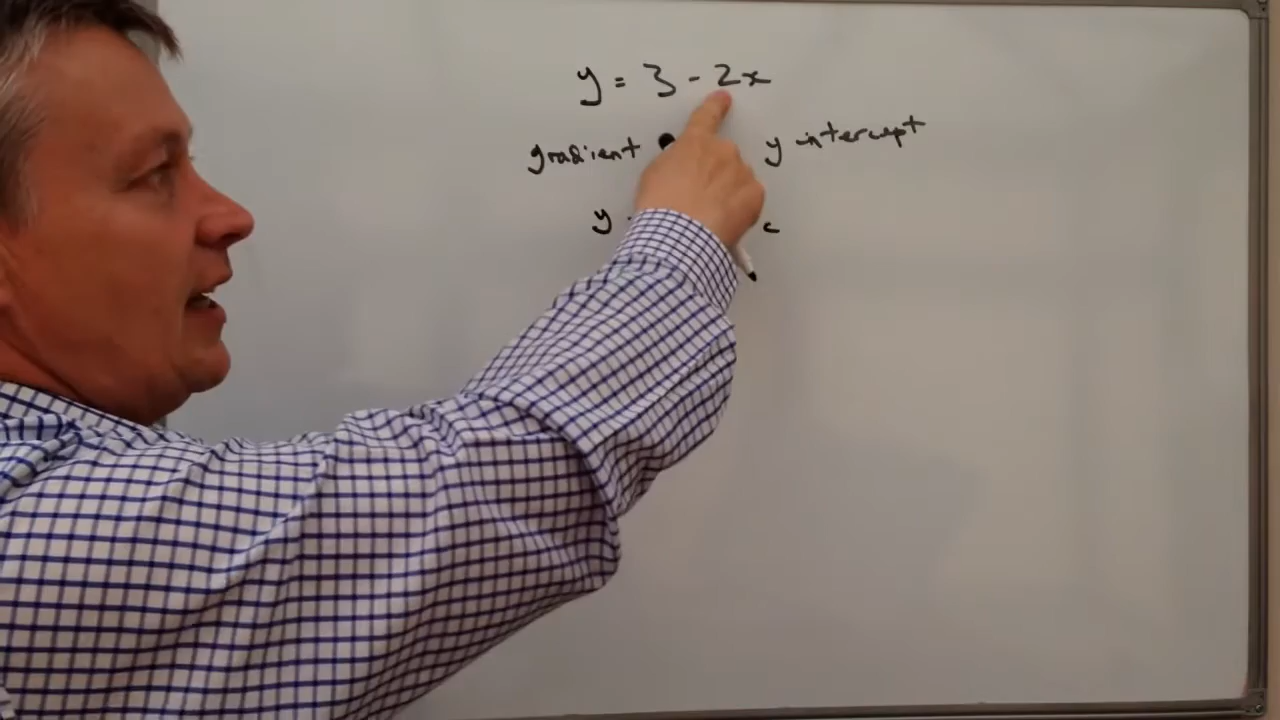 y = 3 - 2x
gradient y intercept
y c